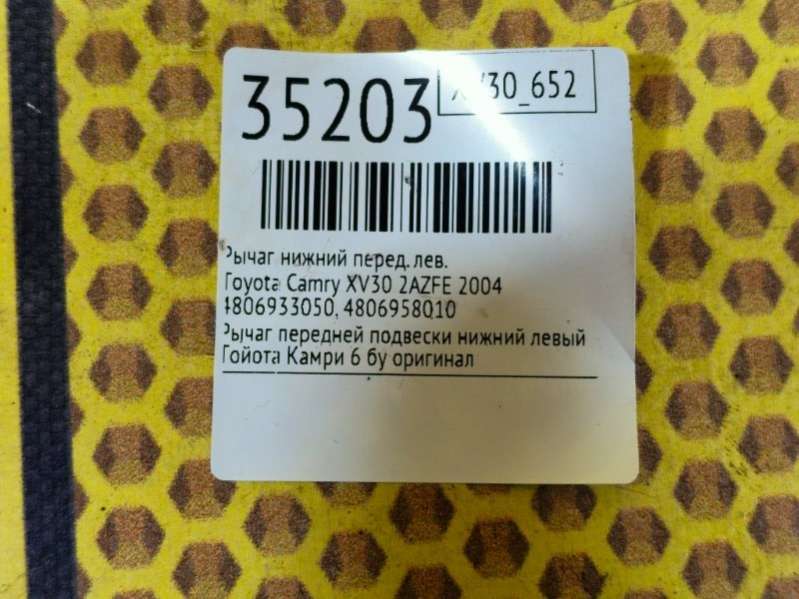 35203
XV30_652
Рычаг нижний перед. лев.
Toyota Camry XV30 2AZFE 2004
4806933050, 4806958010
Рычаг передней подвески нижний левый
Тойота Камри 6 бу оригинал